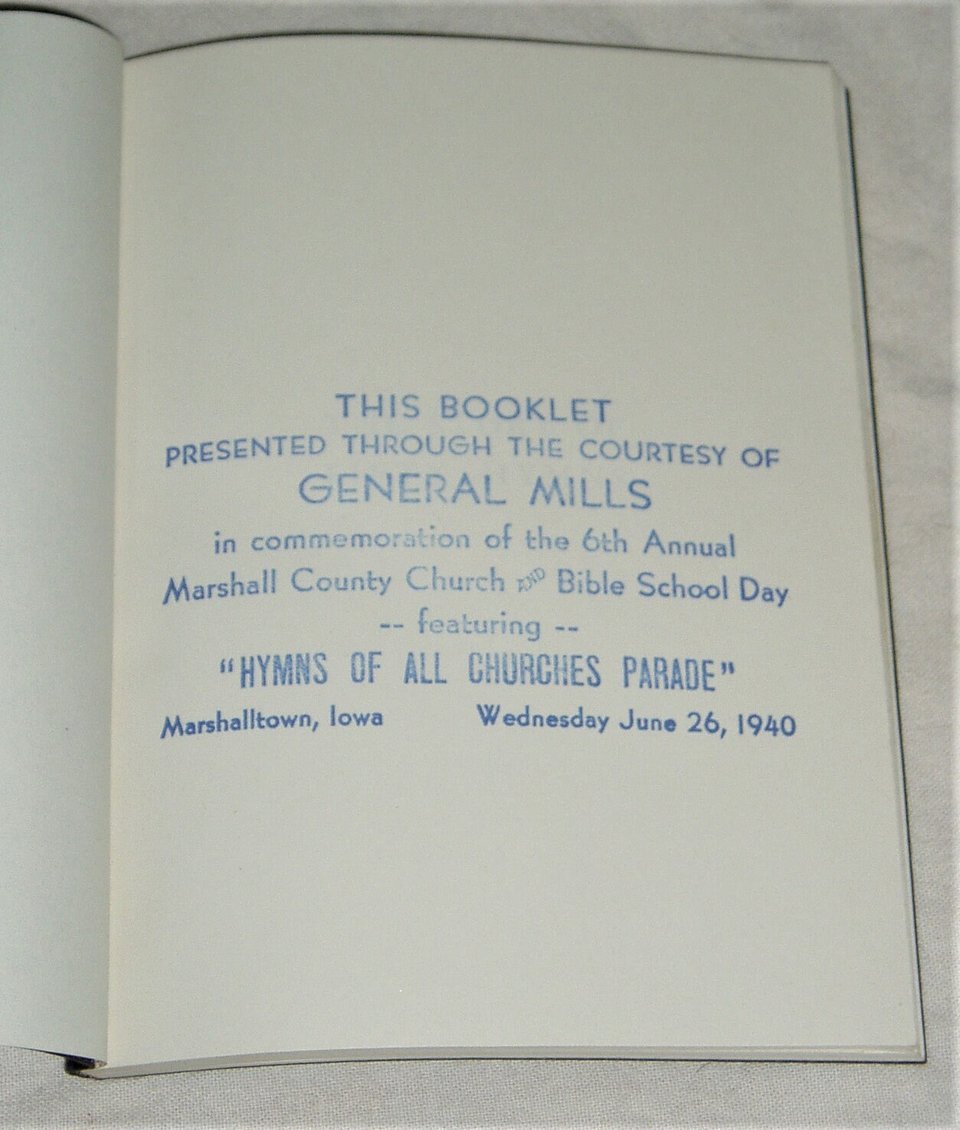 THIS BOOKLET
PRESENTED THROUGH THE COURTESY OF
GENERAL MILLS
in commemoration of the 6th Annual
Marshall County Church AND Bible School Day
-- featuring --
"HYMNS OF ALL CHURCHES PARADE"
Marshalltown, Iowa Wednesday June 26, 1940